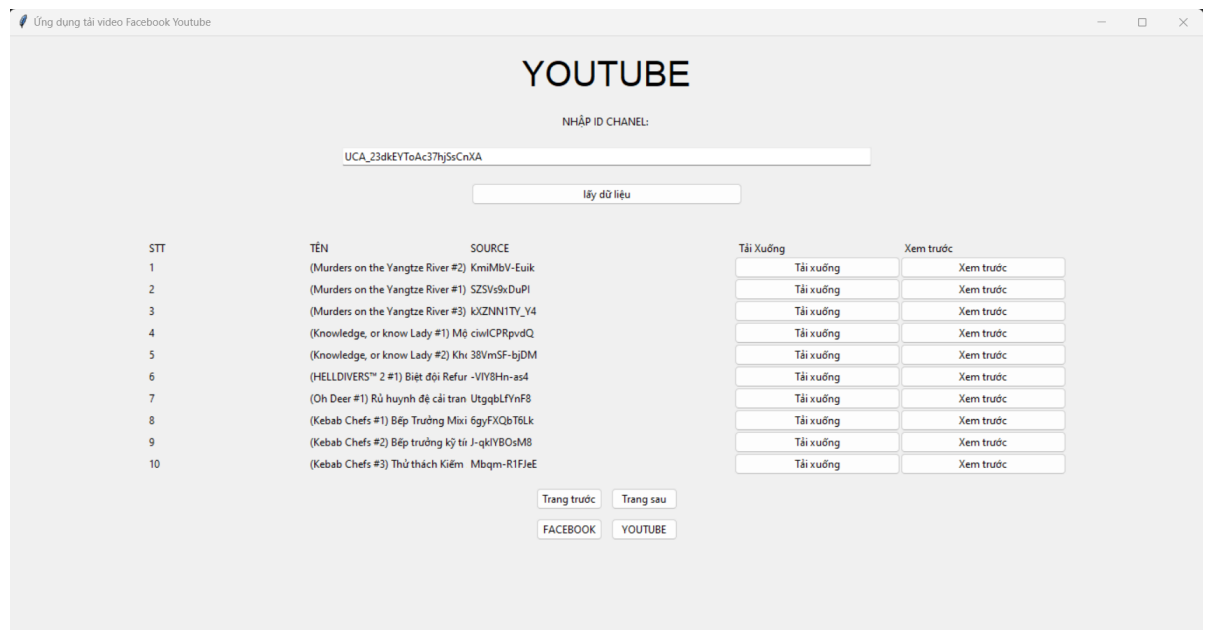 Ứng dụng tải video Facebook Youtube
YOUTUBE
NHẬP ID CHANEL:
UCA_23dkEYToAc37hjSsCnXA
lấy dữ liệu
STT TÊN SOURCE Tải Xuống Xem trước
1 (Murders on the Yangtze River #2) KmiMbV-Euik Tải xuống Xem trước
2 (Murders on the Yangtze River #1) SZSVs9xDuPI Tải xuống Xem trước
3 (Murders on the Yangtze River #3) kXZNN1TY_Y4 Tải xuống Xem trước
4 (Knowledge, or know Lady #1) Mộ ciwICPRpvdQ Tải xuống Xem trước
5 (Knowledge, or know Lady #2) Kh 38VmSF-bjDM Tải xuống Xem trước
6 (HELLDIVERS™ 2 #1) Biệt đội Refur -VIY8Hn-as4 Tải xuống Xem trước
7 (Oh Deer #1) Rủ huynh đệ cải tran UtgqbLfYnF8 Tải xuống Xem trước
8 (Kebab Chefs #1) Bếp Trưởng Mixi 6gyFXQbT6Lk Tải xuống Xem trước
9 (Kebab Chefs #2) Bếp trưởng kỹ tín J-qkIYBOsM8 Tải xuống Xem trước
10 (Kebab Chefs #3) Thử thách Kiếm Mbqm-R1FJeE Tải xuống Xem trước
Trang trước Trang sau
FACEBOOK YOUTUBE